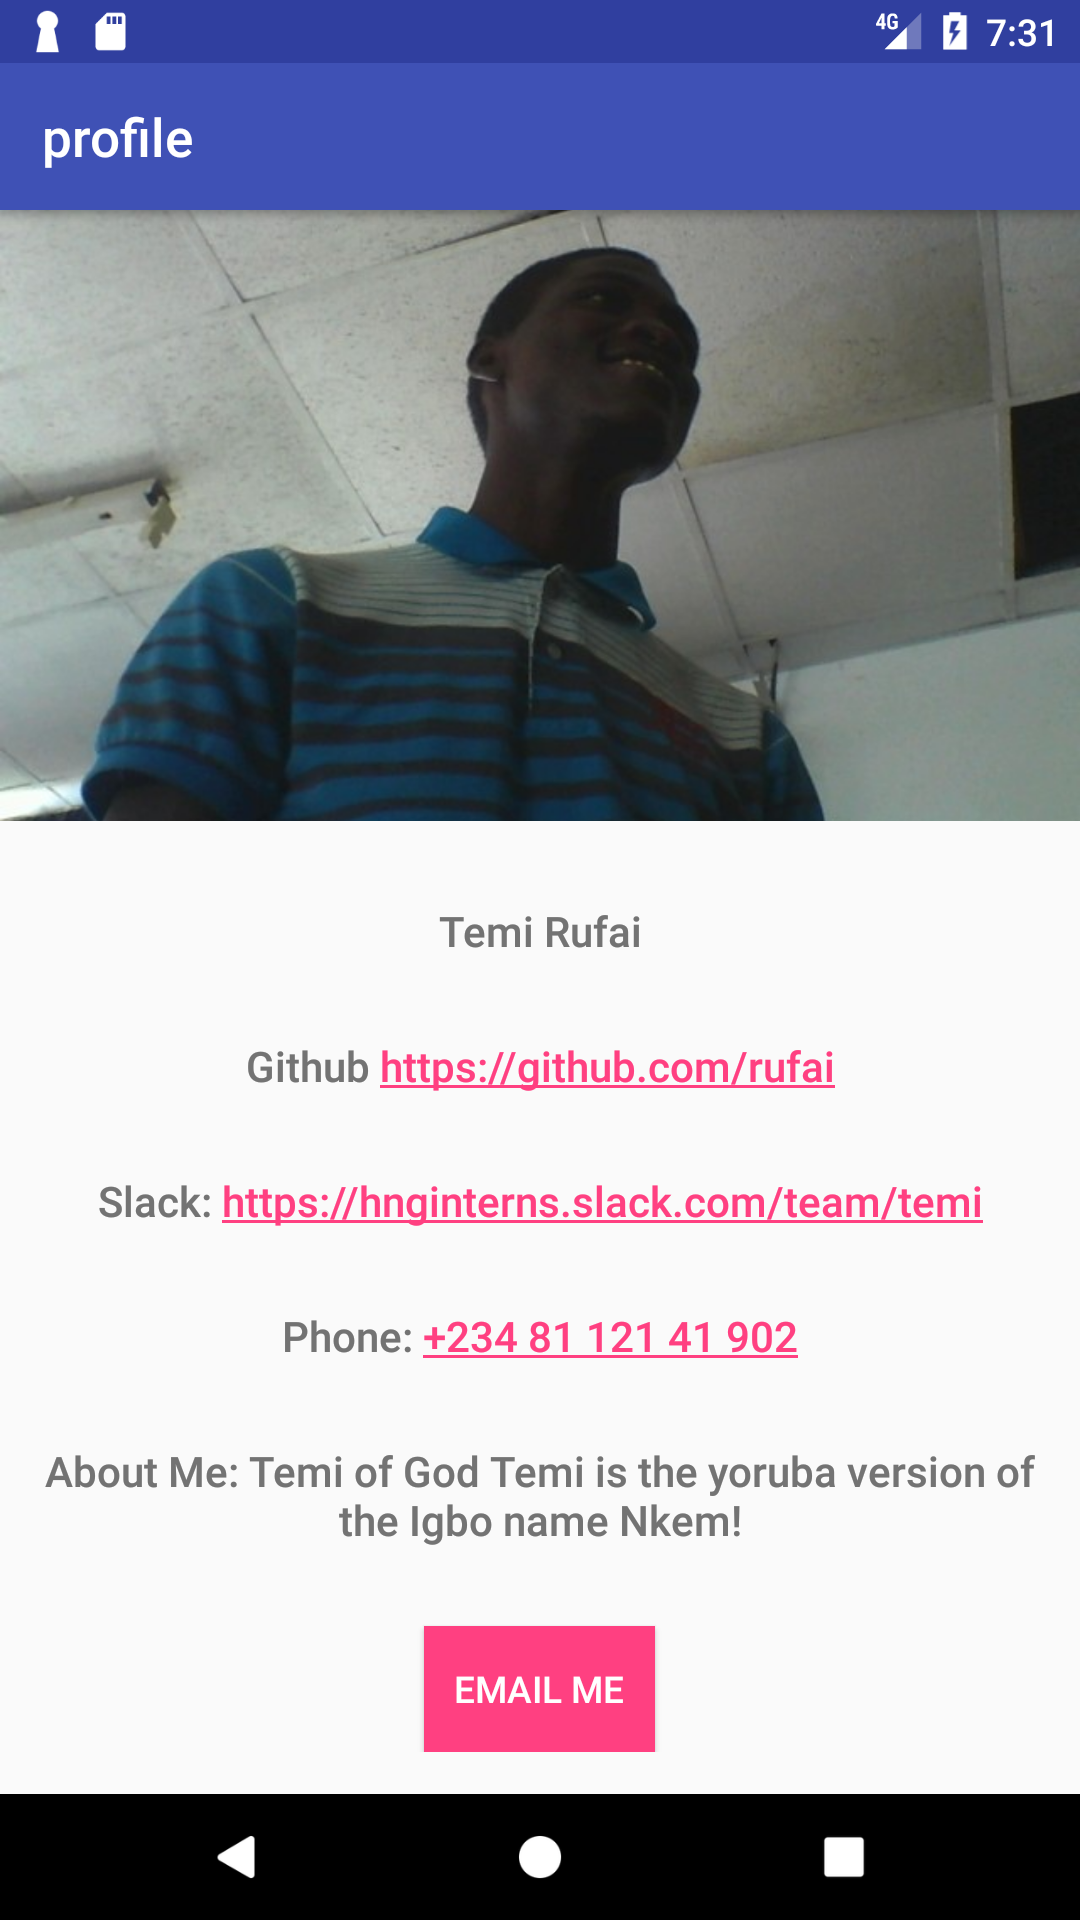 4G 7:31
profile
Temi Rufai
Github https://github.com/rufai
Slack: https://hnginterns.slack.com/team/temi
Phone: +234 81 121 41 902
About Me: Temi of God Temi is the yoruba version of
the Igbo name Nkem!
EMAIL ME